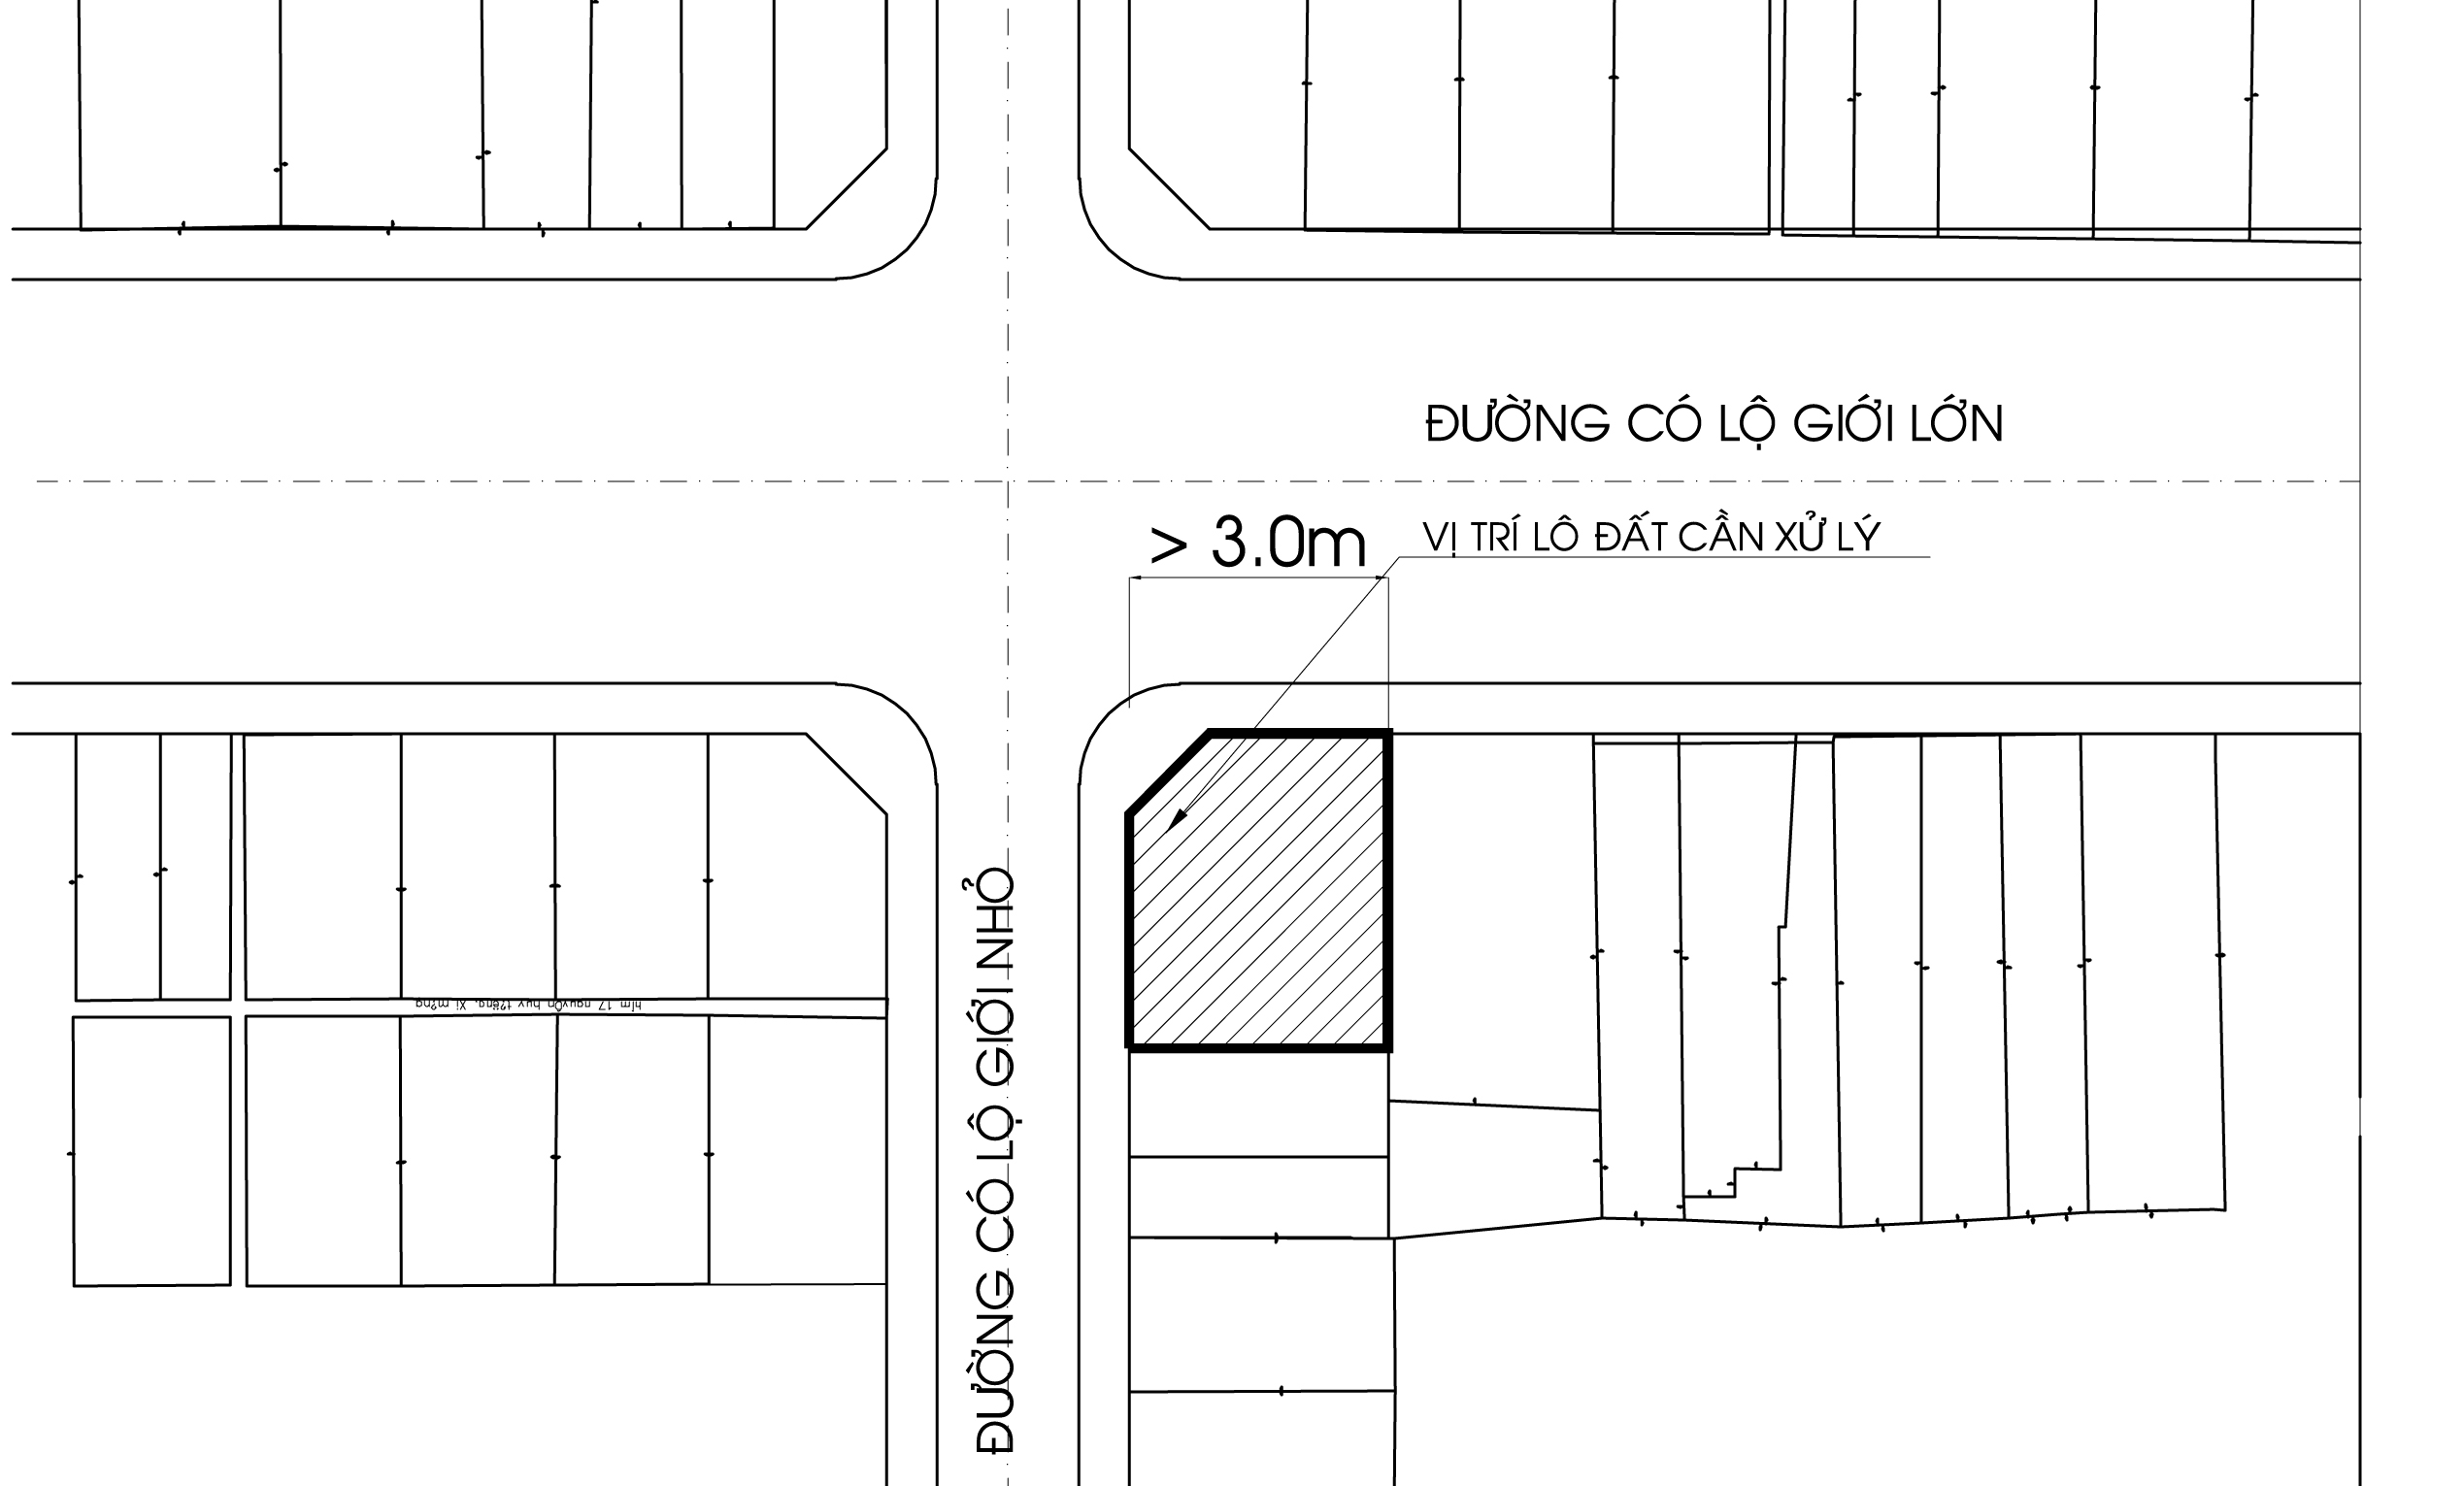 ĐƯỜNG CÓ LỘ GIỚI LỚN
> 3.0m
VỊ TRÍ LÔ ĐẤT CẦN XỬ LÝ
ĐƯỜNG CÓ LỘ GIỚI NHỎ